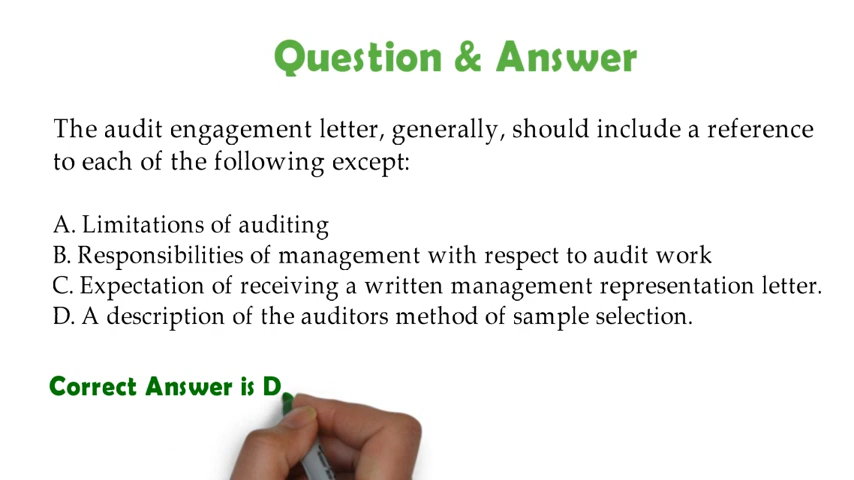 Question & Answer
The audit engagement letter, generally, should include a reference
to each of the following except:
A. Limitations of auditing
B. Responsibilities of management with respect to audit work
C. Expectation of receiving a written management representation letter.
D. A description of the auditors method of sample selection.
Correct Answer is D.